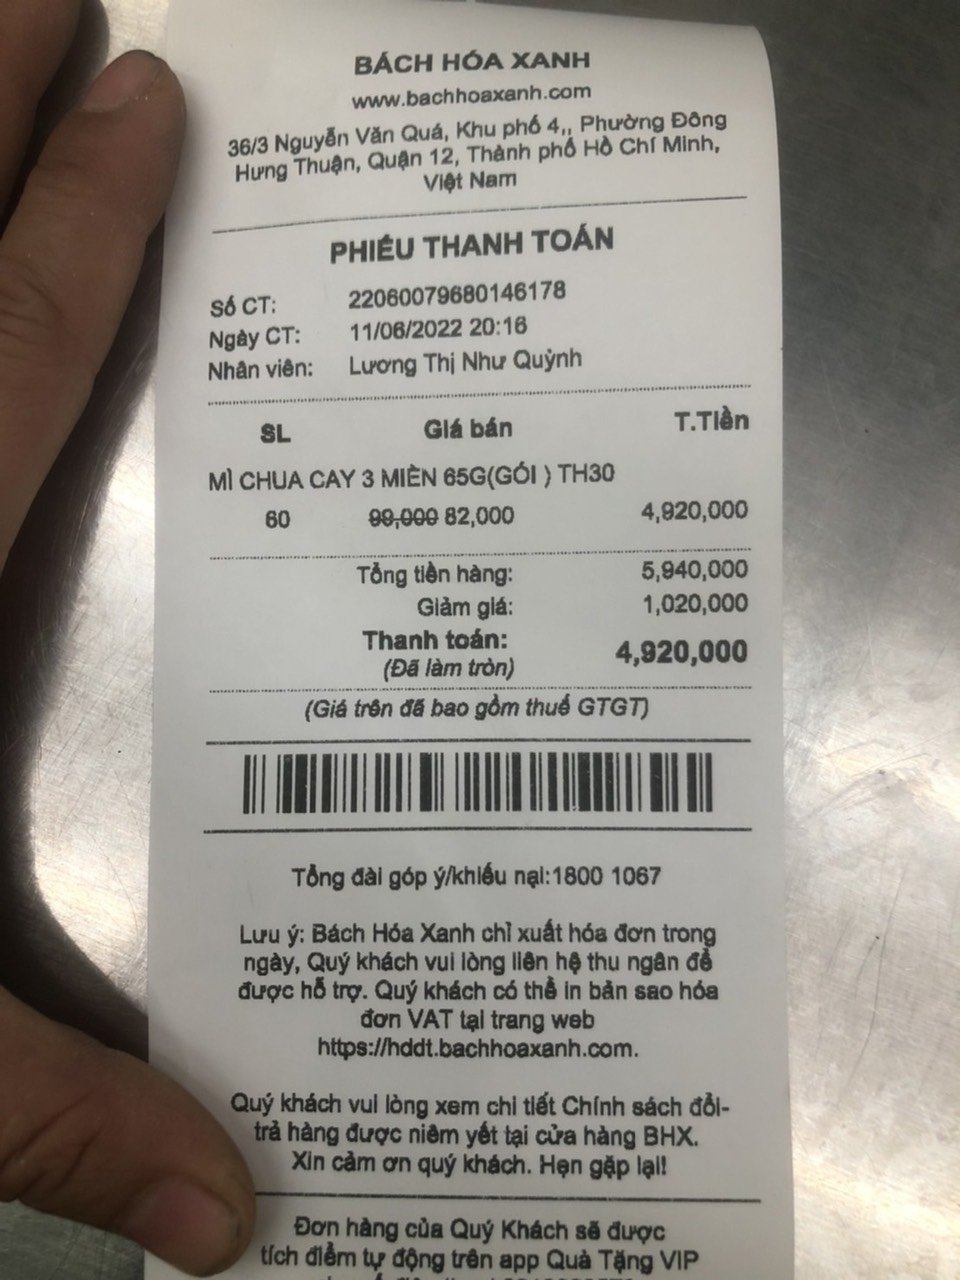 BÁCH HÓA XANH
www.bachhoaxanh.com
36/3 Nguyễn Văn Quá, Khu phố 4,, Phường Đông
Hưng Thuận, Quận 12, Thành phố Hồ Chí Minh,
Việt Nam
PHIẾU THANH TOÁN
Số CT: 22060079680146178
Ngày CT: 11/06/2022 20:16
Nhân viên: Lương Thị Như Quỳnh
SL Giá bán T.Tiền
MÌ CHUA CAY 3 MIỀN 65G(GÓI ) TH30
60 99,000 82,000 4,920,000
Tổng tiền hàng: 5,940,000
Giảm giá: 1,020,000
Thanh toán: 4,920,000
(Đã làm tròn)
(Giá trên đã bao gồm thuế GTGT)
Tổng đài góp ý/khiếu nại:1800 1067
Lưu ý: Bách Hóa Xanh chỉ xuất hóa đơn trong
ngày, Quý khách vui lòng liên hệ thu ngân để
được hỗ trợ. Quý khách có thể in bản sao hóa
đơn VAT tại trang web
https://hddt.bachhoaxanh.com.
Quý khách vui lòng xem chi tiết Chính sách đổi-
trả hàng được niêm yết tại cửa hàng BHX.
Xin cảm ơn quý khách. Hẹn gặp lại!
Đơn hàng của Quý Khách sẽ được
tích điểm tự động trên app Quà Tặng VIP